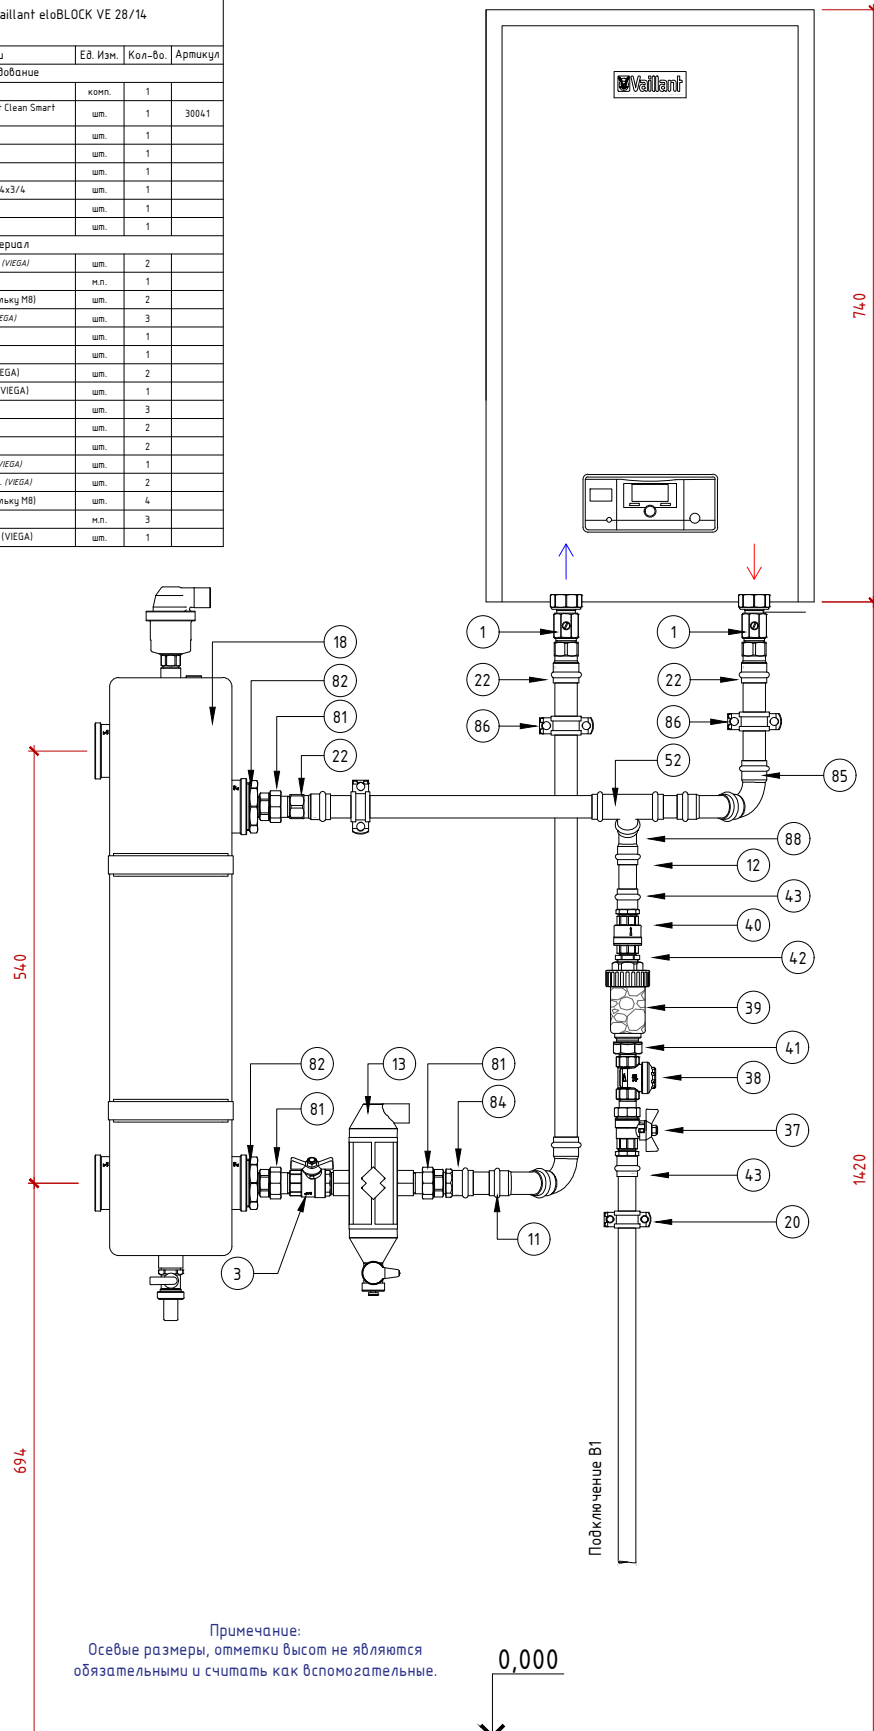 aillant eloBLOCK VE 28/14
и Ед. Изм. Кол-во. Артикул
дование
комп. 1
Clean Smart шт. 1 30041
шт. 1
шт. 1
шт. 1
4x3/4 шт. 1
шт. 1
шт. 1
ериал
(VIEGA) шт. 2
м.п. 1
льку М8) шт. 2
EGA) шт. 3
шт. 1
шт. 1
EGA) шт. 2
VIEGA) шт. 1
шт. 3
шт. 2
шт. 2
VIEGA) шт. 1
. (VIEGA) шт. 2
льку М8) шт. 4
м.п. 3
(VIEGA) шт. 1
Vaillant
740
1 1
18
22 22
82
81 86 86
22 52
85
88
12
43
40
42
540
39
41
82 13 81
38
81 84
37
43
1420
20
11
3
694
Подключение В1
Примечание:
Осевые размеры, отметки высот не являются
обязательными и считать как вспомогательные.
0,000